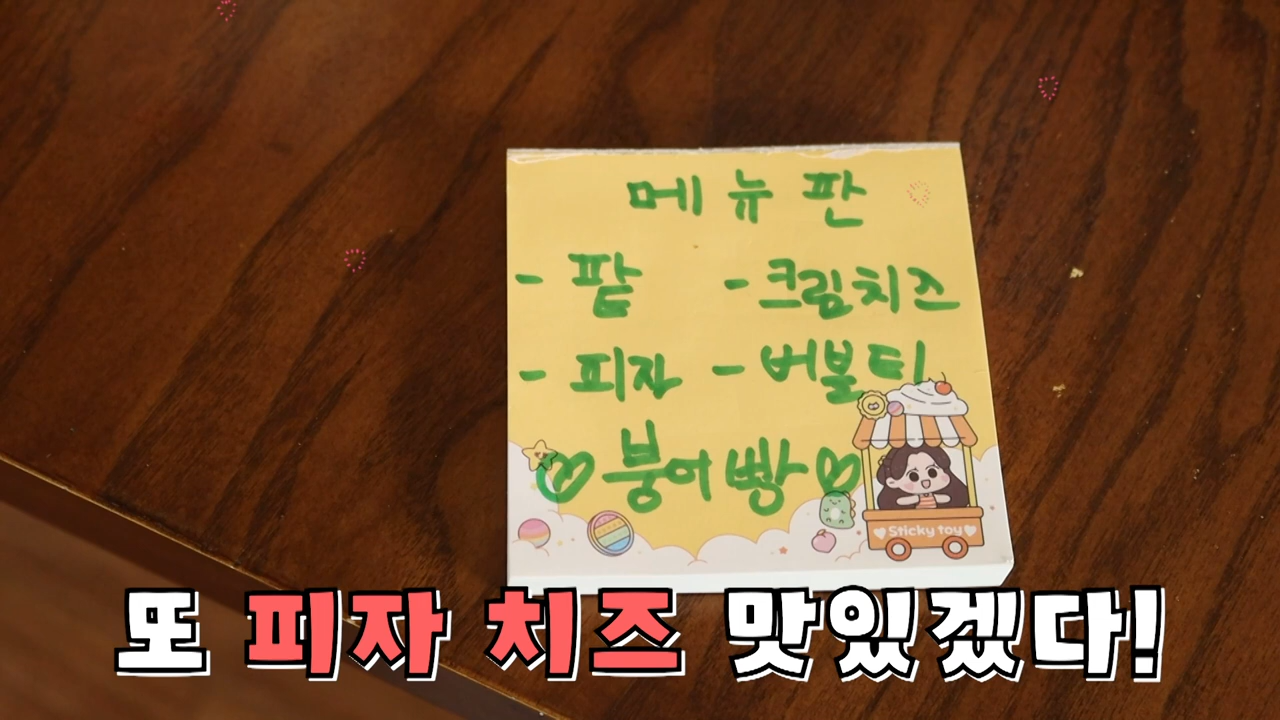 메뉴판
- 팥 - 크림치즈
- 피자 - 버블티
♡붕어빵♡
Sticky toy
또 피자 치즈 맛있겠다!